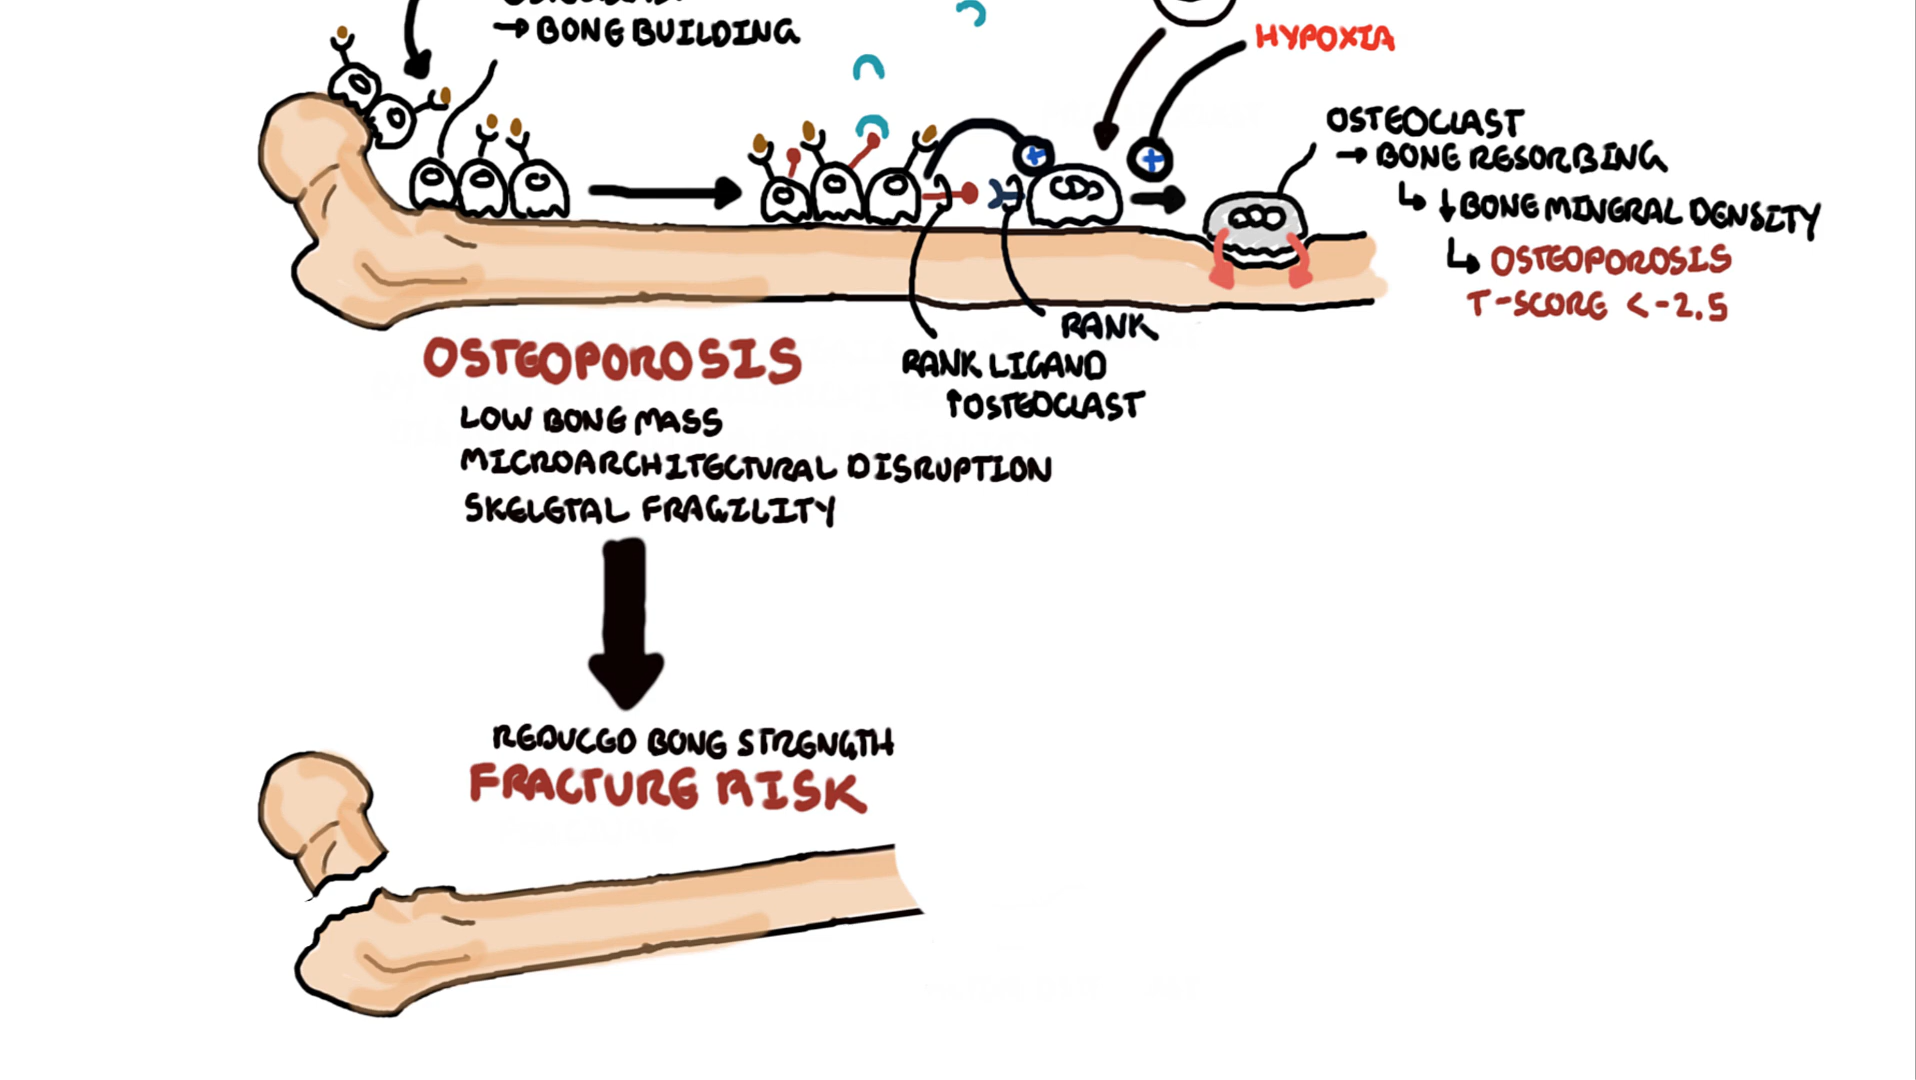 → BONE BUILDING
HYPOXIA
OSTEOCLAST
→ BONE RESORBING
↳ ↓BONE MINERAL DENSITY
↳ OSTEOPOROSIS
T-SCORE <-2.5
RANK
RANK LIGAND
↑OSTEOCLAST
OSTEOPOROSIS
LOW BONE MASS
MICROARCHITECTURAL DISRUPTION
SKELETAL FRAGILITY
REDUCED BONE STRENGTH
FRACTURE RISK